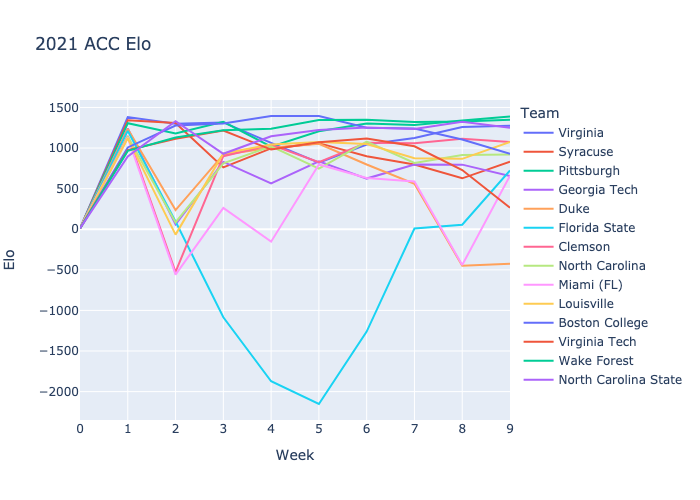 2021 ACC Elo
Elo
1500
1000
500
0
−500
−1000
−1500
−2000
0 1 2 3 4 5 6 7 8 9
Week
Team
Virginia
Syracuse
Pittsburgh
Georgia Tech
Duke
Florida State
Clemson
North Carolina
Miami (FL)
Louisville
Boston College
Virginia Tech
Wake Forest
North Carolina State